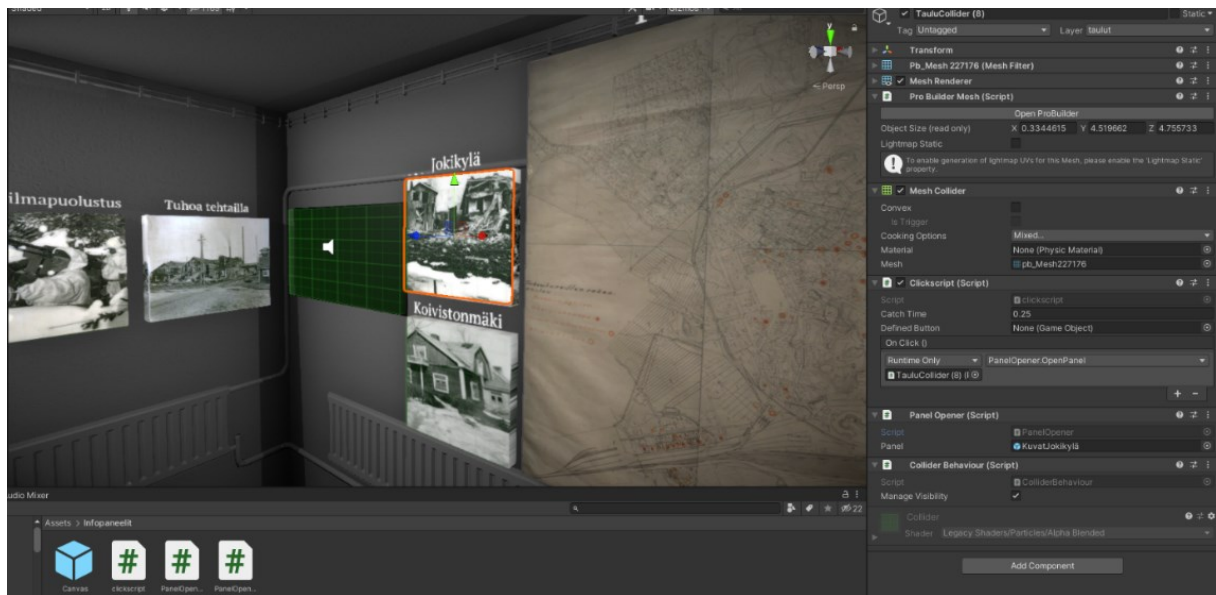 Shaded
Gizmos
TauluCollider (8)
Static
Tag Untagged
Layer taulut
Transform
Pb_Mesh 227176 (Mesh Filter)
Mesh Renderer
Pro Builder Mesh (Script)
Open ProBuilder
Object Size (read only) X 0.3344615 Y 4.519662 Z 4.755733
Lightmap Static
To enable generation of lightmap UVs for this Mesh, please enable the 'Lightmap Static' property.
Mesh Collider
Convex
Is Trigger
Cooking Options Mixed...
Material None (Physic Material)
Mesh pb_Mesh227176
Clickscript (Script)
Script clickscript
Catch Time 0.25
Defined Button None (Game Object)
On Click ()
Runtime Only PanelOpener.OpenPanel
TauluCollider (8) (
Panel Opener (Script)
Script PanelOpener
Panel KuvatJokikylä
Collider Behaviour (Script)
Script ColliderBehaviour
Manage Visibility
Collider
Shader Legacy Shaders/Particles/Alpha Blended
Add Component
y
Persp
ilmapuolustus
Tuhoa tehtailla
Jokikylä
Koivistonmäki
udio Mixer
22
Assets > Infopaneelit
Canvas
clickscript
PanelOpen...
PanelOpen...